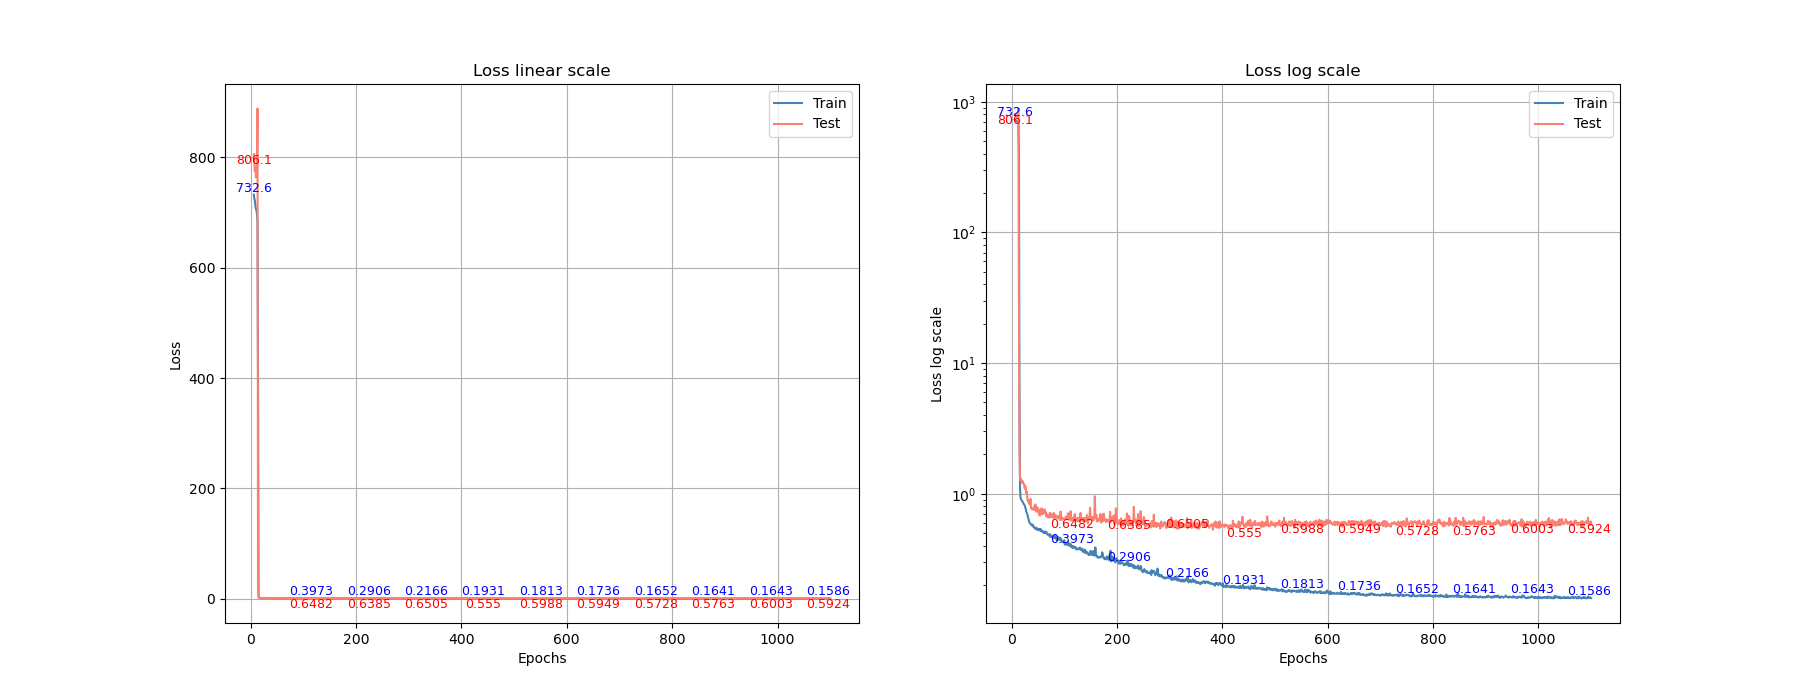 Loss linear scale
Loss
800
600
400
200
0
806.1
732.6
Train
Test
0.3973 0.2906 0.2166 0.1931 0.1813 0.1736 0.1652 0.1641 0.1643 0.1586
0.6482 0.6385 0.6505 0.555 0.5988 0.5949 0.5728 0.5763 0.6003 0.5924
0 200 400 600 800 1000
Epochs
Loss log scale
Loss log scale
10³
10²
10¹
10⁰
732.6
806.1
Train
Test
0.6482 0.6385 0.6505 0.555 0.5988 0.5949 0.5728 0.5763 0.6003 0.5924
0.3973 0.2906 0.2166 0.1931 0.1813 0.1736 0.1652 0.1641 0.1643 0.1586
0 200 400 600 800 1000
Epochs